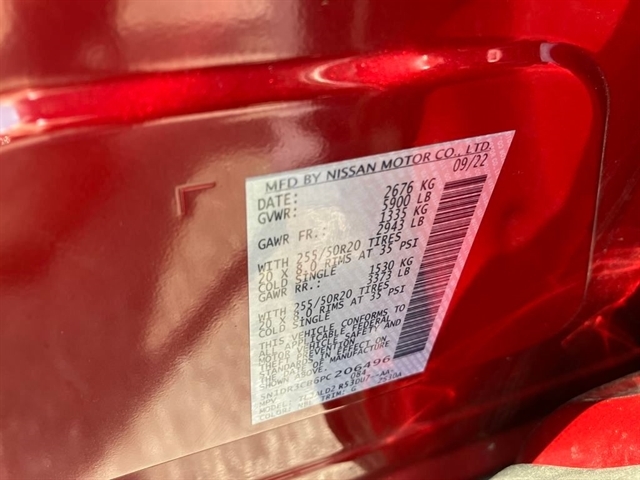 MFD BY NISSAN MOTOR CO., LTD.
DATE: 09/22
GVWR: 2676 KG
5900 LB
GAWR FR.: 1335 KG
2943 LB
WITH 255/50R20 TIRES
20 X 8.0 RIMS AT 35 PSI
COLD SINGLE
GAWR RR.: 1530 KG
3373 LB
WITH 255/50R20 TIRES
20 X 8.0 RIMS AT 35 PSI
COLD SINGLE
THIS VEHICLE CONFORMS TO
ALL APPLICABLE FEDERAL
MOTOR VEHICLE SAFETY AND
THEFT PREVENTION
STANDARDS IN EFFECT
ON THE DATE OF MANUFACTURE
SHOWN ABOVE.
206496
MPV
MODEL:
COLOR: TRIM: G